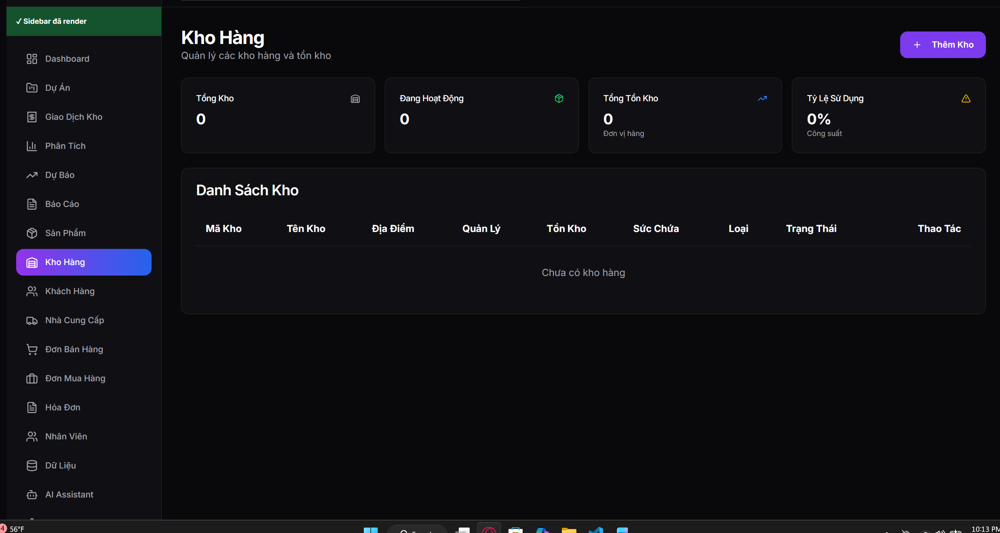 ✓ Sidebar đã render
Dashboard
Dự Án
Giao Dịch Kho
Phân Tích
Dự Báo
Báo Cáo
Sản Phẩm
Kho Hàng
Khách Hàng
Nhà Cung Cấp
Đơn Bán Hàng
Đơn Mua Hàng
Hóa Đơn
Nhân Viên
Dữ Liệu
AI Assistant
Kho Hàng
Quản lý các kho hàng và tồn kho
+ Thêm Kho
Tổng Kho
0
Đang Hoạt Động
0
Tổng Tồn Kho
0
Đơn vị hàng
Tỷ Lệ Sử Dụng
0%
Công suất
Danh Sách Kho
Mã Kho Tên Kho Địa Điểm Quản Lý Tồn Kho Sức Chứa Loại Trạng Thái Thao Tác
Chưa có kho hàng
4
56°F
10:13 PM